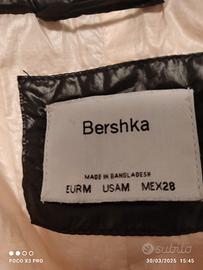 Bershka
MADE IN BANGLADESH
EURM USAM MEX28
POCO X3 PRO
30/03/2025 15:45
subito